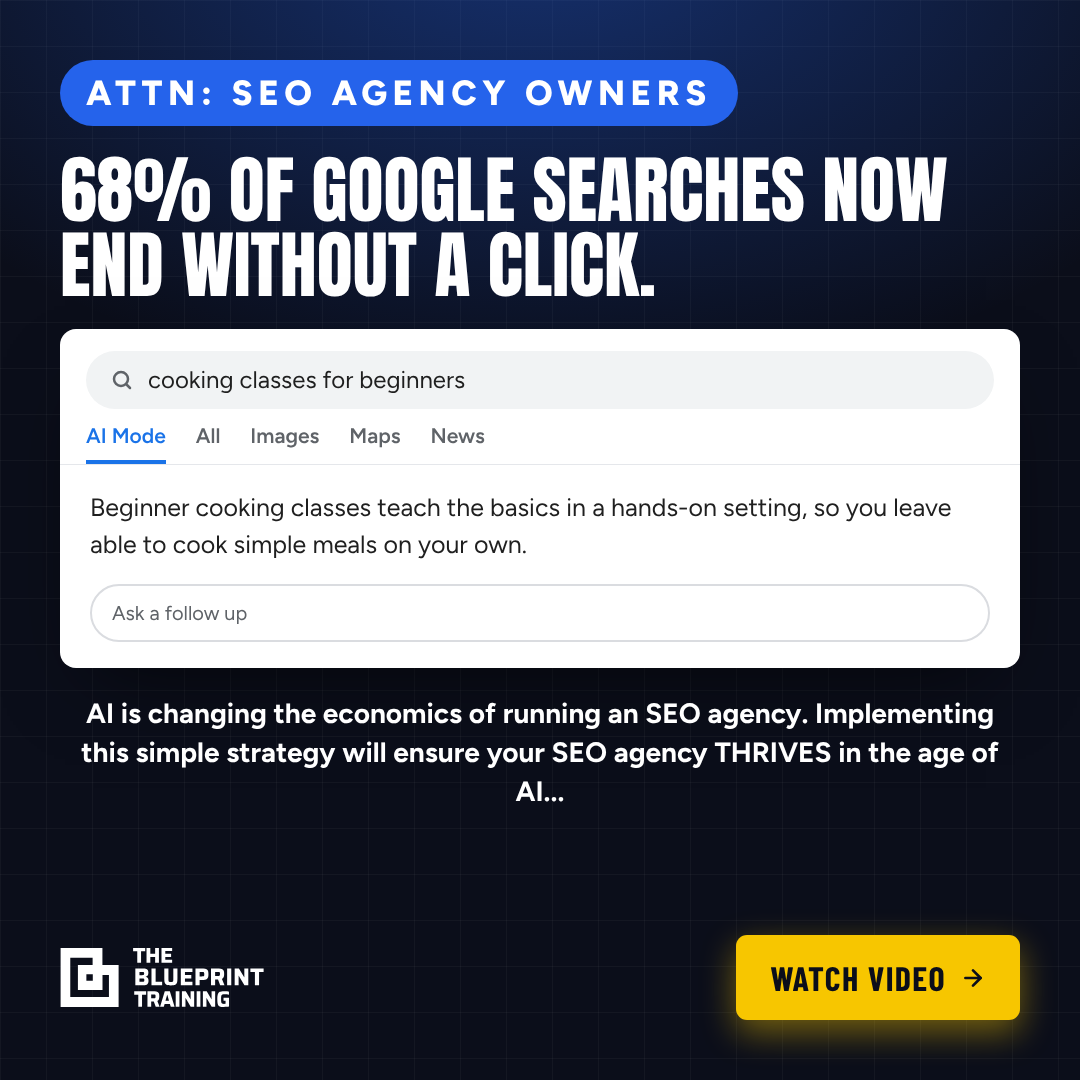 ATTN: SEO AGENCY OWNERS
68% OF GOOGLE SEARCHES NOW
END WITHOUT A CLICK.
cooking classes for beginners
AI Mode All Images Maps News
Beginner cooking classes teach the basics in a hands-on setting, so you leave
able to cook simple meals on your own.
Ask a follow up
AI is changing the economics of running an SEO agency. Implementing
this simple strategy will ensure your SEO agency THRIVES in the age of
AI...
THE
BLUEPRINT
TRAINING
WATCH VIDEO →